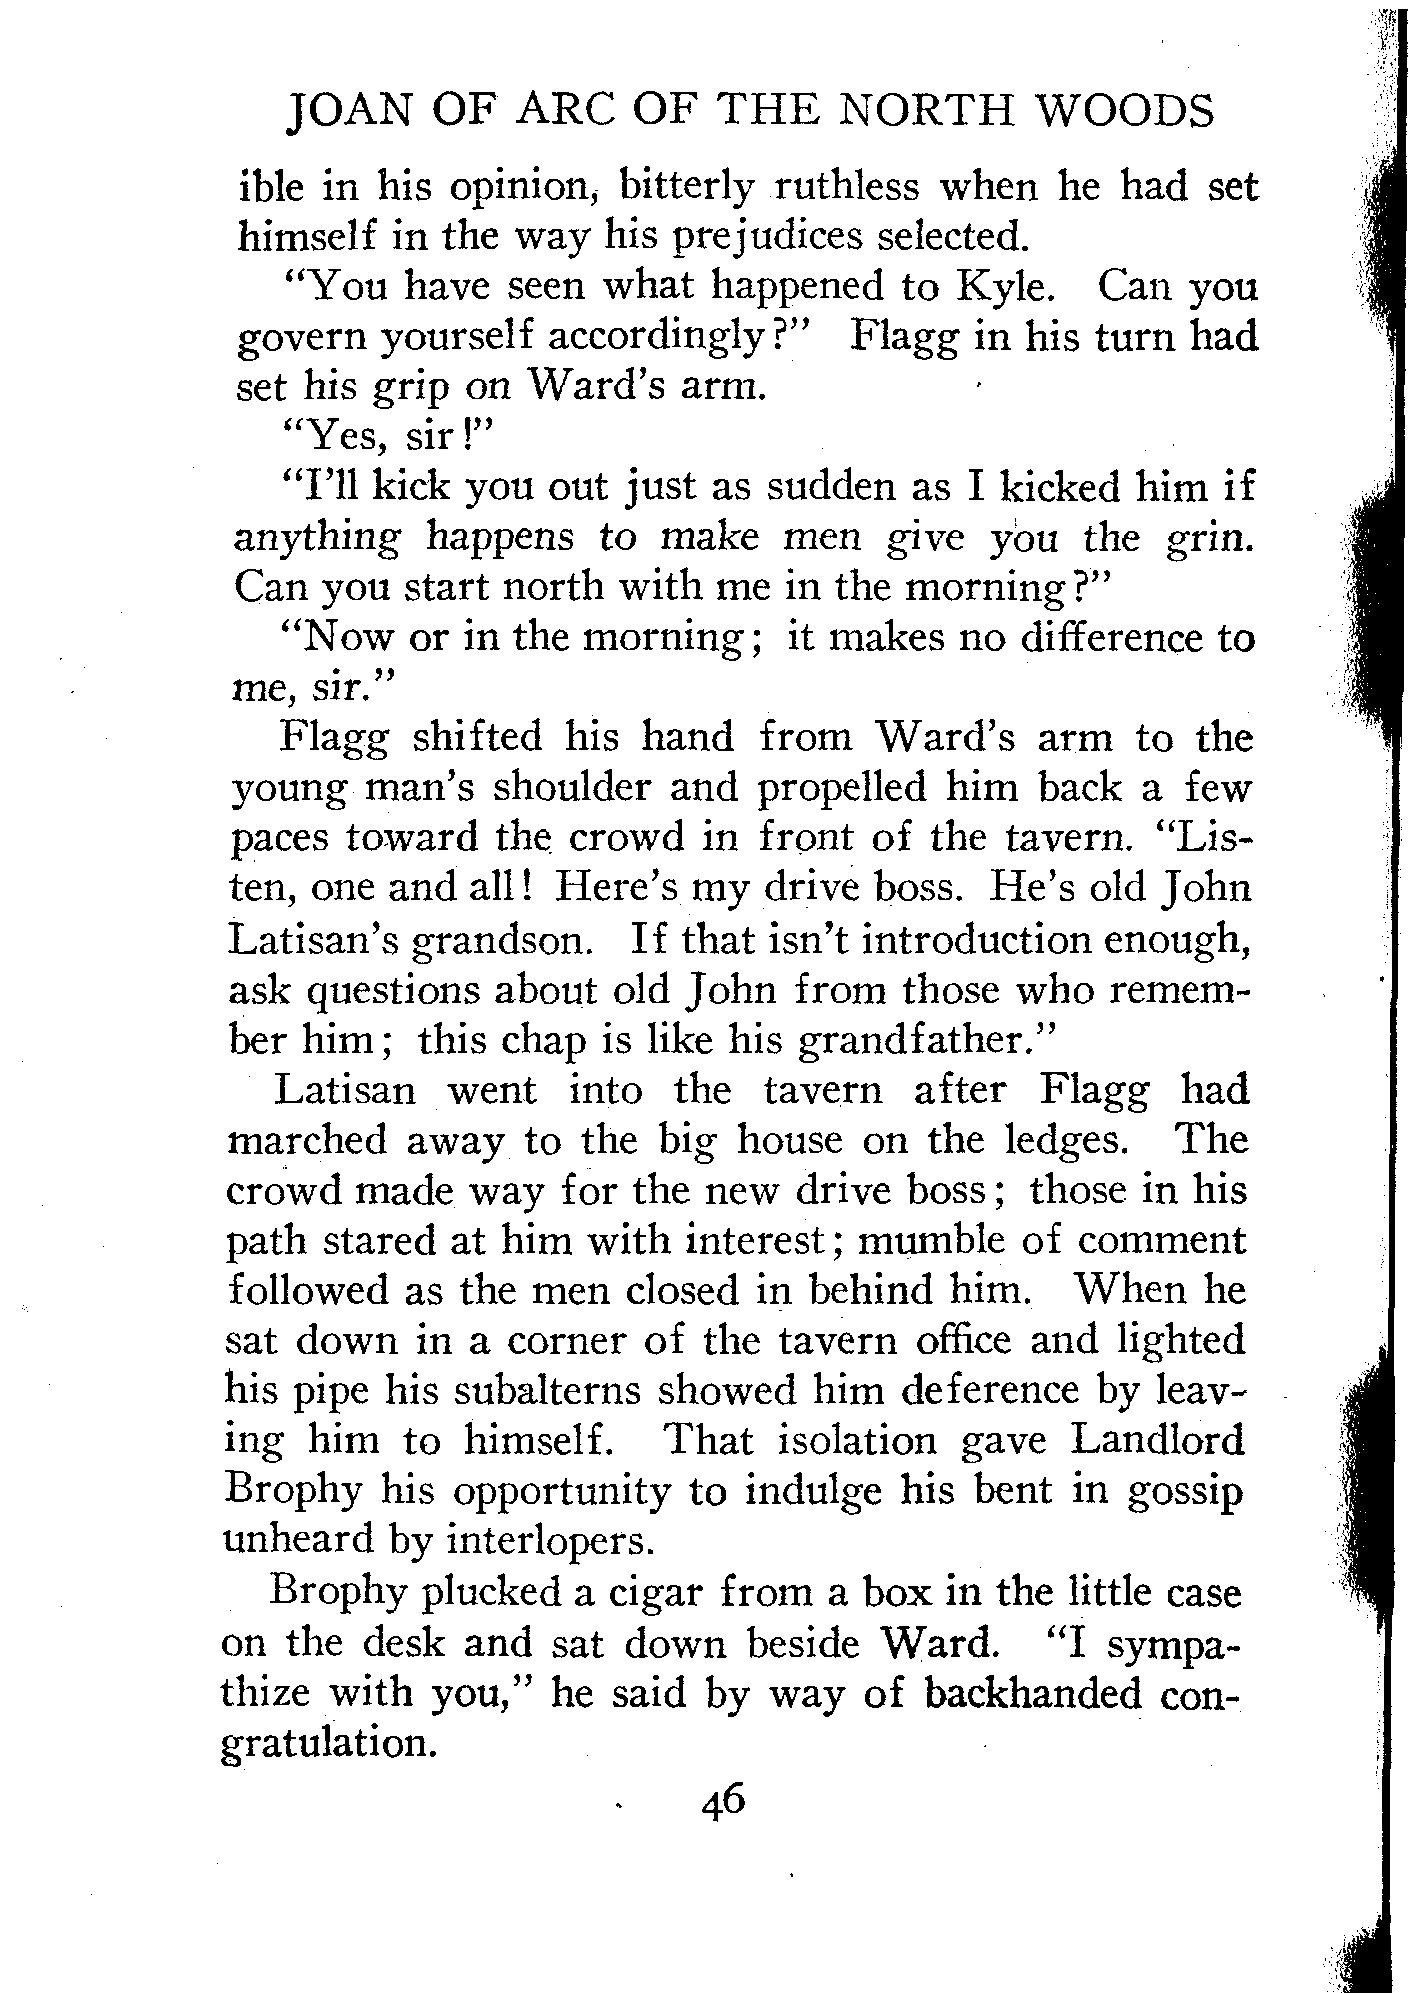 JOAN OF ARC OF THE NORTH WOODS
ible in his opinion, bitterly ruthless when he had set
himself in the way his prejudices selected.
“You have seen what happened to Kyle. Can you
govern yourself accordingly?” Flagg in his turn had
set his grip on Ward’s arm.
“Yes, sir!”
“I’ll kick you out just as sudden as I kicked him if
anything happens to make men give you the grin.
Can you start north with me in the morning?”
“Now or in the morning; it makes no difference to
me, sir.”
Flagg shifted his hand from Ward’s arm to the
young man’s shoulder and propelled him back a few
paces toward the crowd in front of the tavern. “Lis-
ten, one and all! Here’s my drive boss. He’s old John
Latisan’s grandson. If that isn’t introduction enough,
ask questions about old John from those who remem-
ber him; this chap is like his grandfather.”
Latisan went into the tavern after Flagg had
marched away to the big house on the ledges. The
crowd made way for the new drive boss; those in his
path stared at him with interest; mumble of comment
followed as the men closed in behind him. When he
sat down in a corner of the tavern office and lighted
his pipe his subalterns showed him deference by leav-
ing him to himself. That isolation gave Landlord
Brophy his opportunity to indulge his bent in gossip
unheard by interlopers.
Brophy plucked a cigar from a box in the little case
on the desk and sat down beside Ward. “I sympa-
thize with you,” he said by way of backhanded con-
gratulation.
46